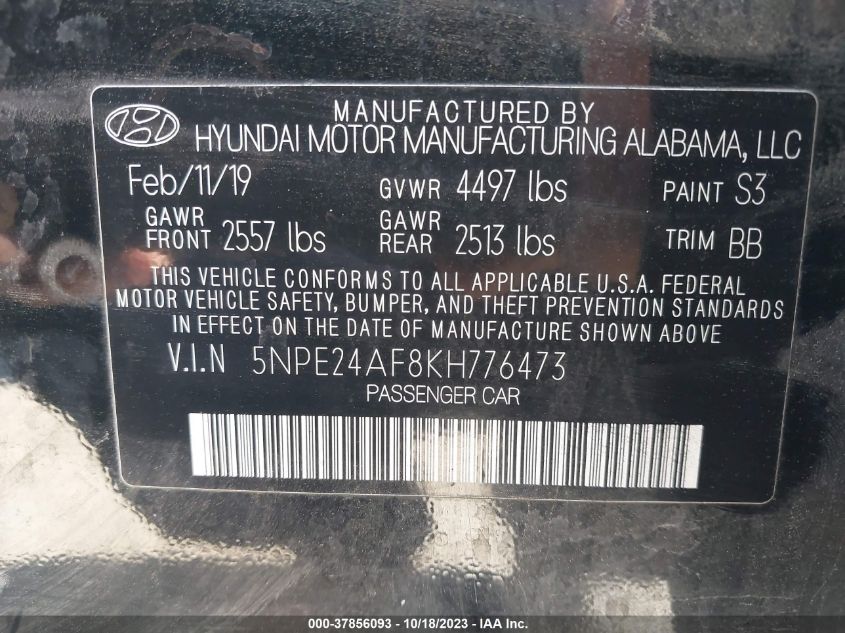 MANUFACTURED BY
HYUNDAI MOTOR MANUFACTURING ALABAMA, LLC
Feb/11/19 GVWR 4497 lbs PAINT S3
GAWR FRONT 2557 lbs GAWR REAR 2513 lbs TRIM BB
THIS VEHICLE CONFORMS TO ALL APPLICABLE U.S.A. FEDERAL
MOTOR VEHICLE SAFETY, BUMPER, AND THEFT PREVENTION STANDARDS
IN EFFECT ON THE DATE OF MANUFACTURE SHOWN ABOVE
V.I.N 5NPE24AF8KH776473
PASSENGER CAR
000-37856093 - 10/18/2023 - IAA Inc.